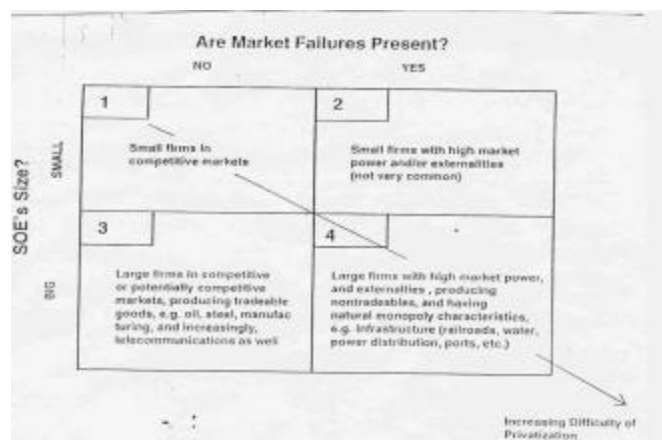 Are Market Failures Present?
NO YES
SOE's Size?
SMALL
BIG
1
Small firms in
competitive markets
2
Small firms with high market
power and/or externalities
(not very common)
3
Large firms in competitive
or potentially competitive
markets, producing tradeable
goods, e.g. oil, steel, manufac
turing, and increasingly,
telecommunications as well
4
Large firms with high market power,
and externalities , producing
nontradeables, and having
natural monopoly characteristics,
e.g. infrastructure (railroads, water,
power distribution, ports, etc.)
Increasing Difficulty of
Privatization